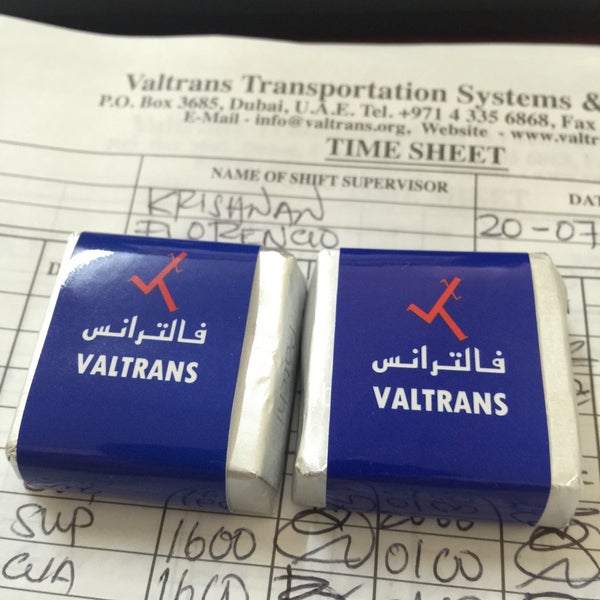 Valtrans Transportation Systems &
P.O. Box 3685, Dubai, U.A.E. Tel. +971 4 335 6868, Fax
E-Mail - info@valtrans.org, Website - www.valtr
TIME SHEET
NAME OF SHIFT SUPERVISOR
DAT
KRISHNAN
FLORENCIO
20-07
فالترانس
VALTRANS
فالترانس
VALTRANS
SUP 1600 0100